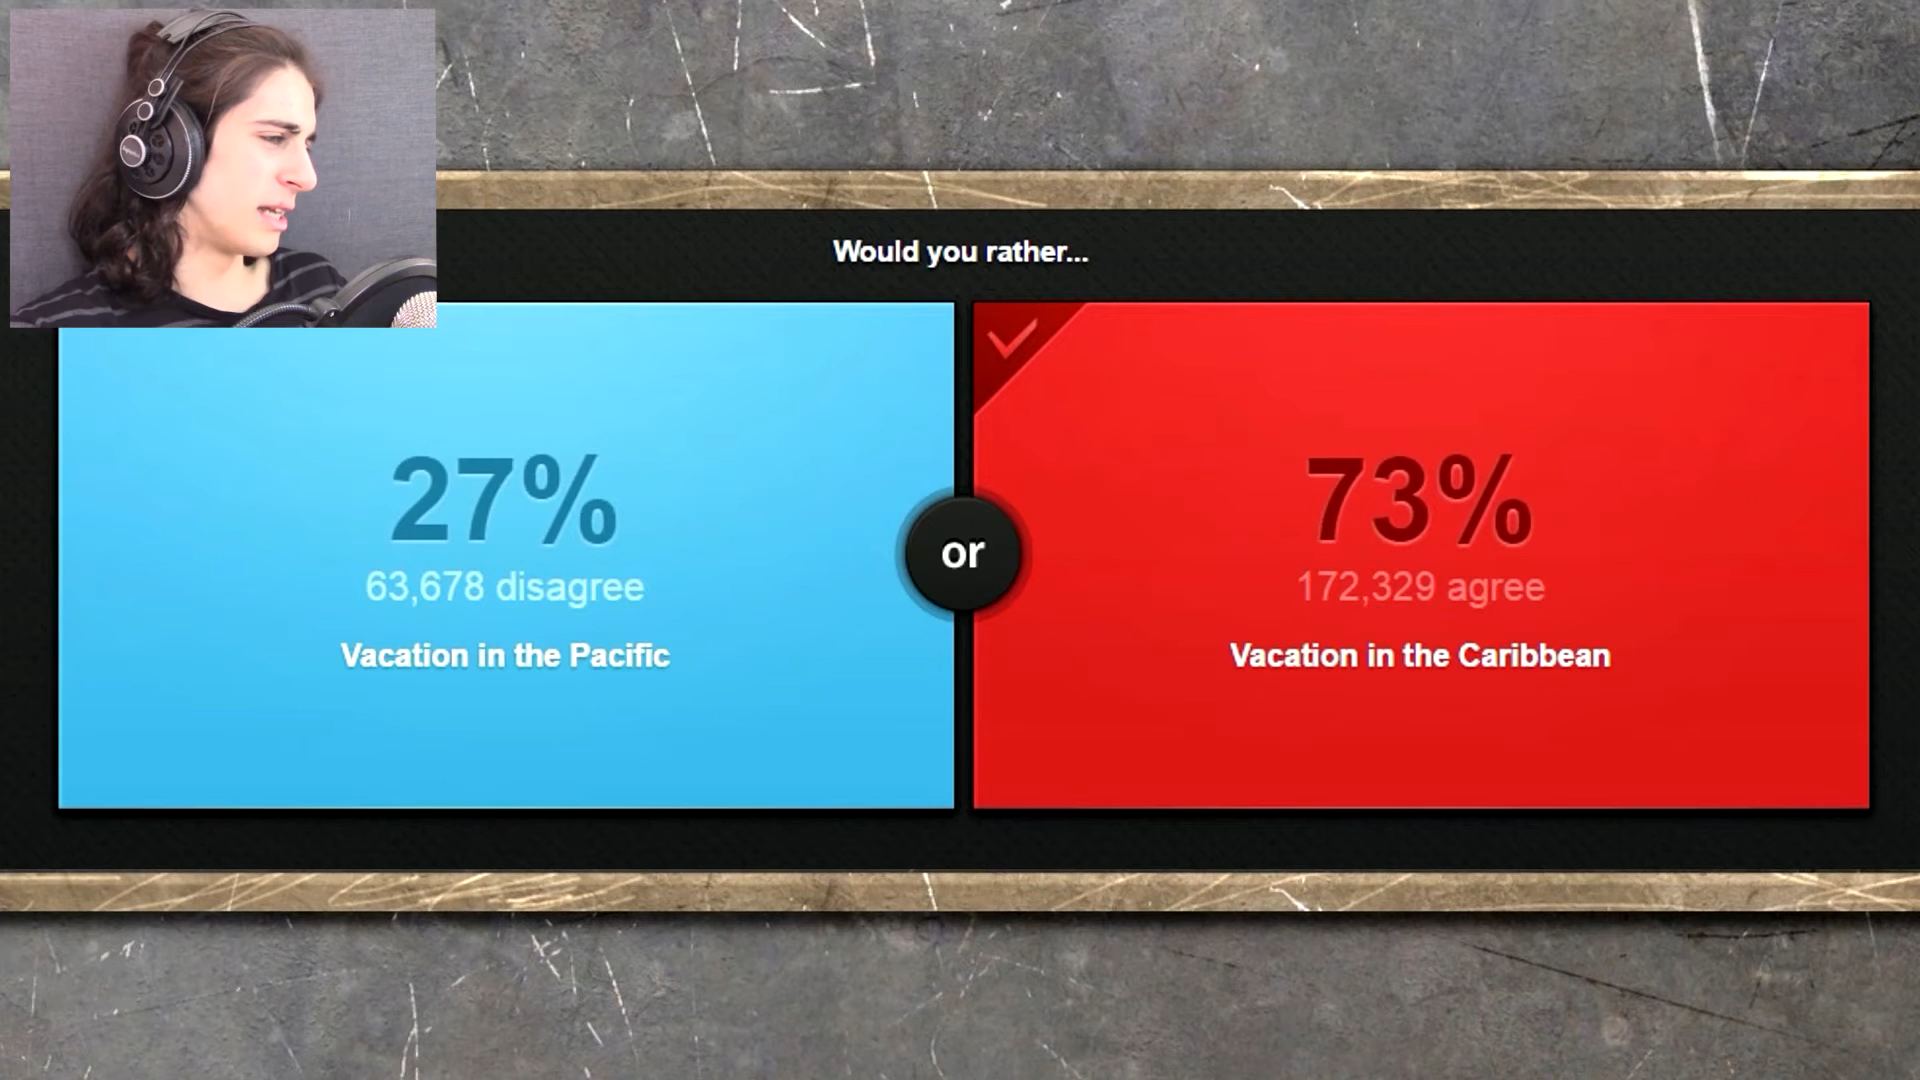 Would you rather...
27%
63,678 disagree
Vacation in the Pacific
or
73%
172,329 agree
Vacation in the Caribbean